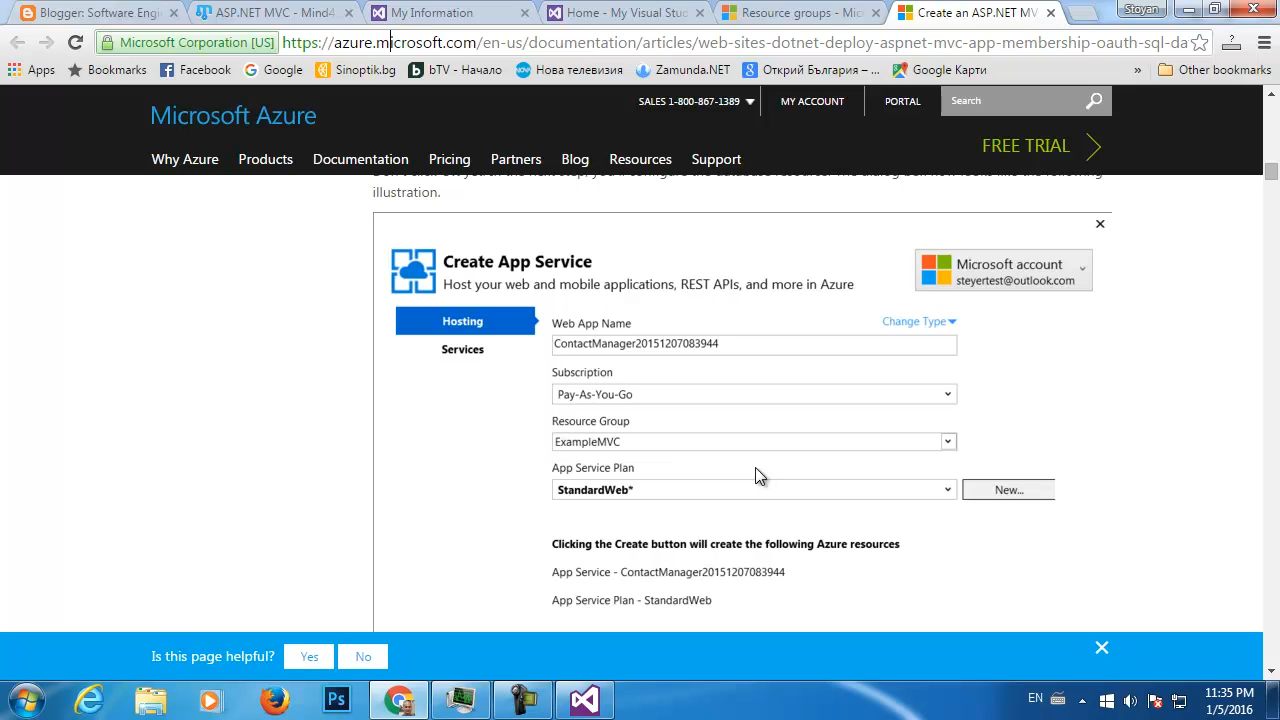 Blogger: Software Engi
ASP.NET MVC - Mind4
My Information
Home - My Visual Studi
Resource groups - Micr
Create an ASP.NET MV
Stoyan
Microsoft Corporation [US]
https://azure.microsoft.com/en-us/documentation/articles/web-sites-dotnet-deploy-aspnet-mvc-app-membership-oauth-sql-da
Apps
Bookmarks
Facebook
Google
Sinoptik.bg
bTV - Начало
Нова телевизия
Zamunda.NET
Открий България – ...
Google Карти
»
Other bookmarks
Microsoft Azure
SALES 1-800-867-1389
MY ACCOUNT
PORTAL
Search
FREE TRIAL
Why Azure
Products
Documentation
Pricing
Partners
Blog
Resources
Support
illustration.
Create App Service
Host your web and mobile applications, REST APIs, and more in Azure
Microsoft account
steyertest@outlook.com
Hosting
Services
Web App Name
Change Type
ContactManager20151207083944
Subscription
Pay-As-You-Go
Resource Group
ExampleMVC
App Service Plan
StandardWeb*
New...
Clicking the Create button will create the following Azure resources
App Service - ContactManager20151207083944
App Service Plan - StandardWeb
Is this page helpful?
Yes
No
Ps
EN
11:35 PM
1/5/2016